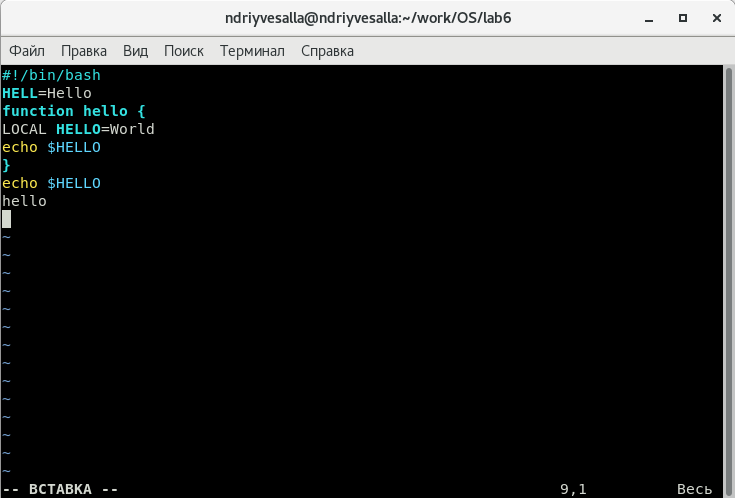 ndriyvesalla@ndriyvesalla:~/work/OS/lab6
Файл Правка Вид Поиск Терминал Справка
#!/bin/bash
HELL=Hello
function hello {
LOCAL HELLO=World
echo $HELLO
}
echo $HELLO
hello
~
~
~
~
~
~
~
~
~
~
~
~
~
~
-- ВСТАВКА -- 9,1 Весь